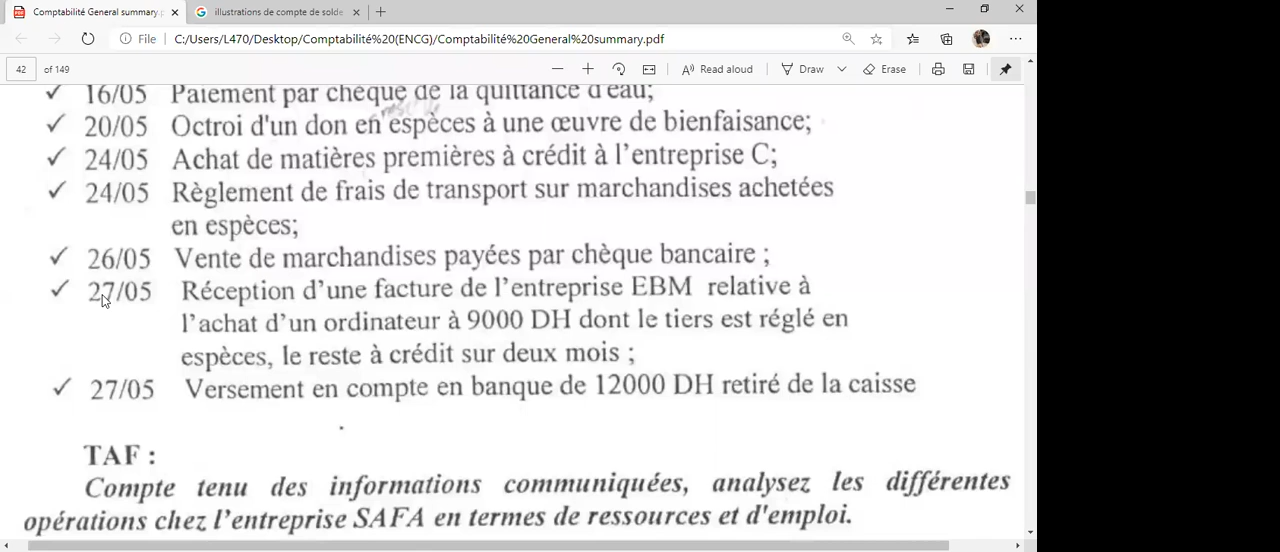 Comptabilité General summary.p
illustrations de compte de solde
File
C:/Users/L470/Desktop/Comptabilité%20(ENCG)/Comptabilité%20General%20summary.pdf
42 of 149
Read aloud
Draw
Erase
✓ 16/05 Paiement par chèque de la quittance d'eau;
✓ 20/05 Octroi d'un don en espèces à une œuvre de bienfaisance;
✓ 24/05 Achat de matières premières à crédit à l'entreprise C;
✓ 24/05 Règlement de frais de transport sur marchandises achetées
en espèces;
✓ 26/05 Vente de marchandises payées par chèque bancaire ;
✓ 27/05 Réception d'une facture de l'entreprise EBM relative à
l'achat d'un ordinateur à 9000 DH dont le tiers est réglé en
espèces, le reste à crédit sur deux mois ;
✓ 27/05 Versement en compte en banque de 12000 DH retiré de la caisse
TAF :
Compte tenu des informations communiquées, analysez les différentes
opérations chez l'entreprise SAFA en termes de ressources et d'emploi.